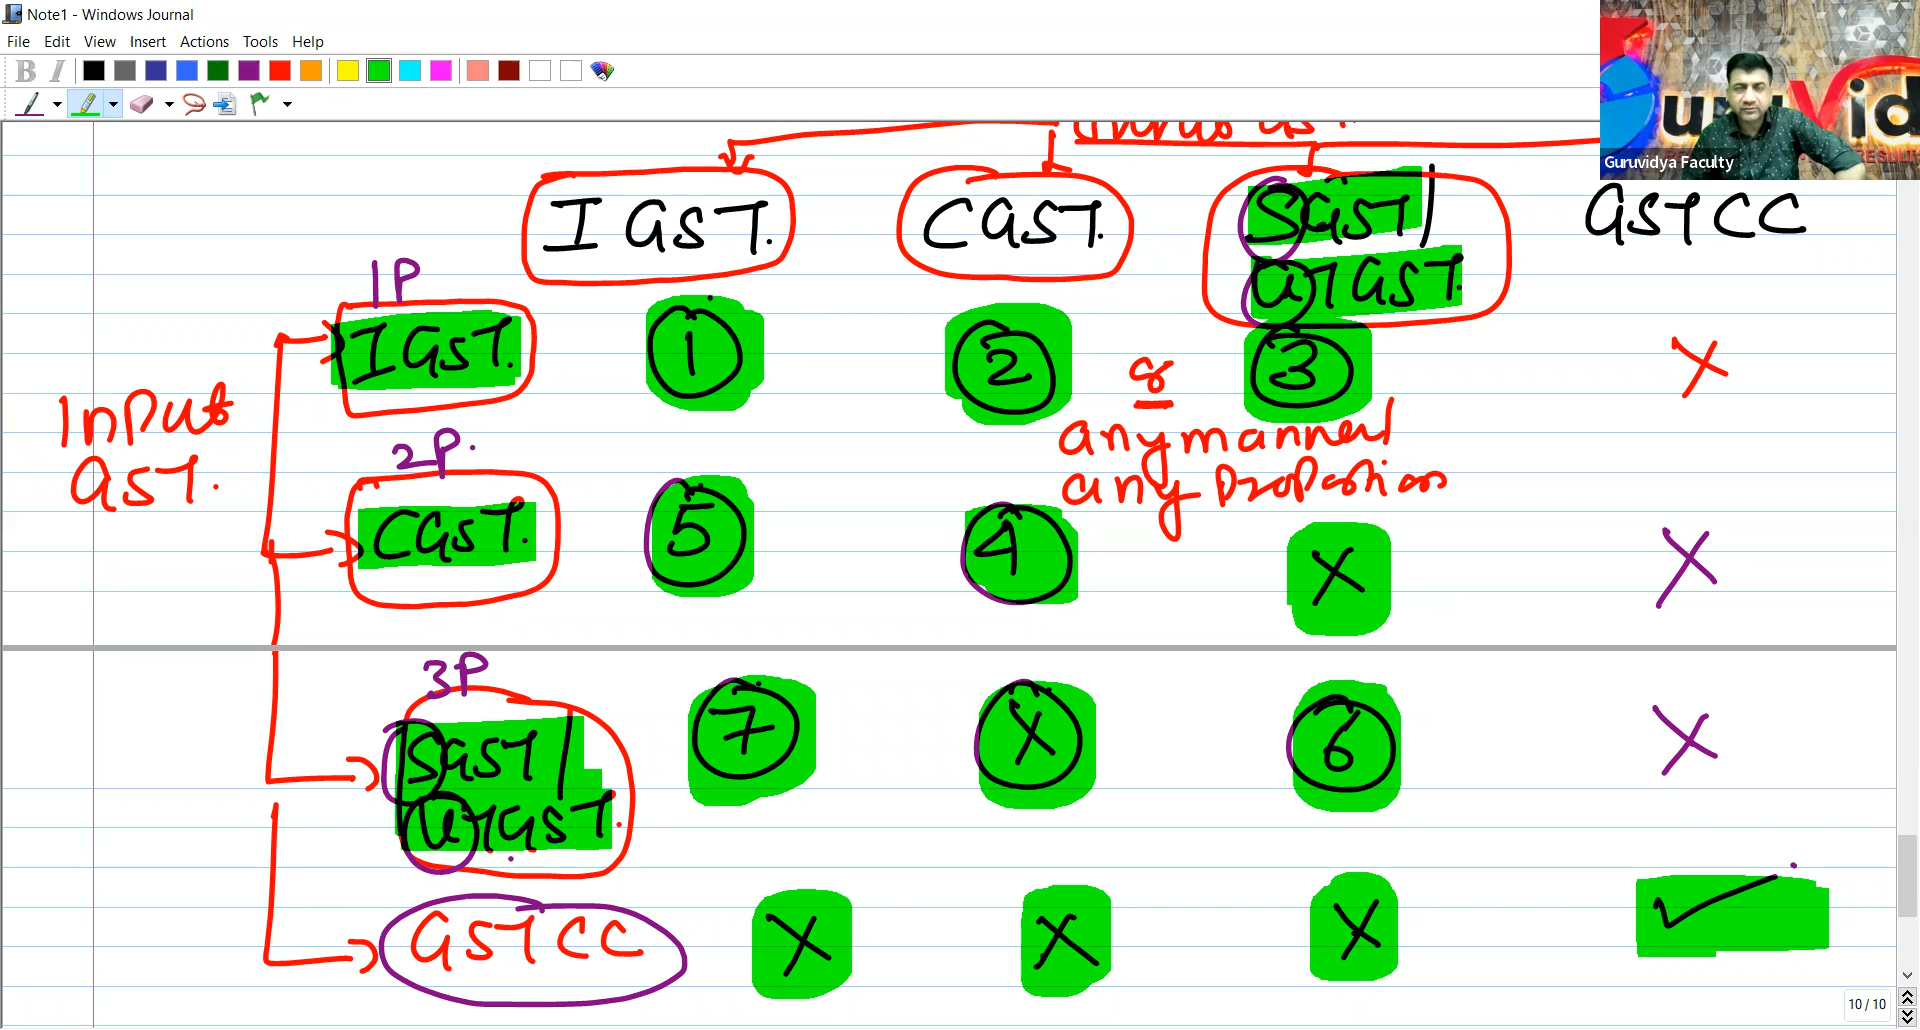 Note1 - Windows Journal
File Edit View Insert Actions Tools Help
B I
Guruvidya Faculty
IGST. CGST. SGST/ GSTCC
UTGST.
1P
IGST. 1 2 & 3 X
any manner
any Proportion
Input
GST.
2P.
CGST. 5 4 X X
3P
SGST/ 7 X 6 X
UTGST.
GSTCC X X X ✓
10 / 10